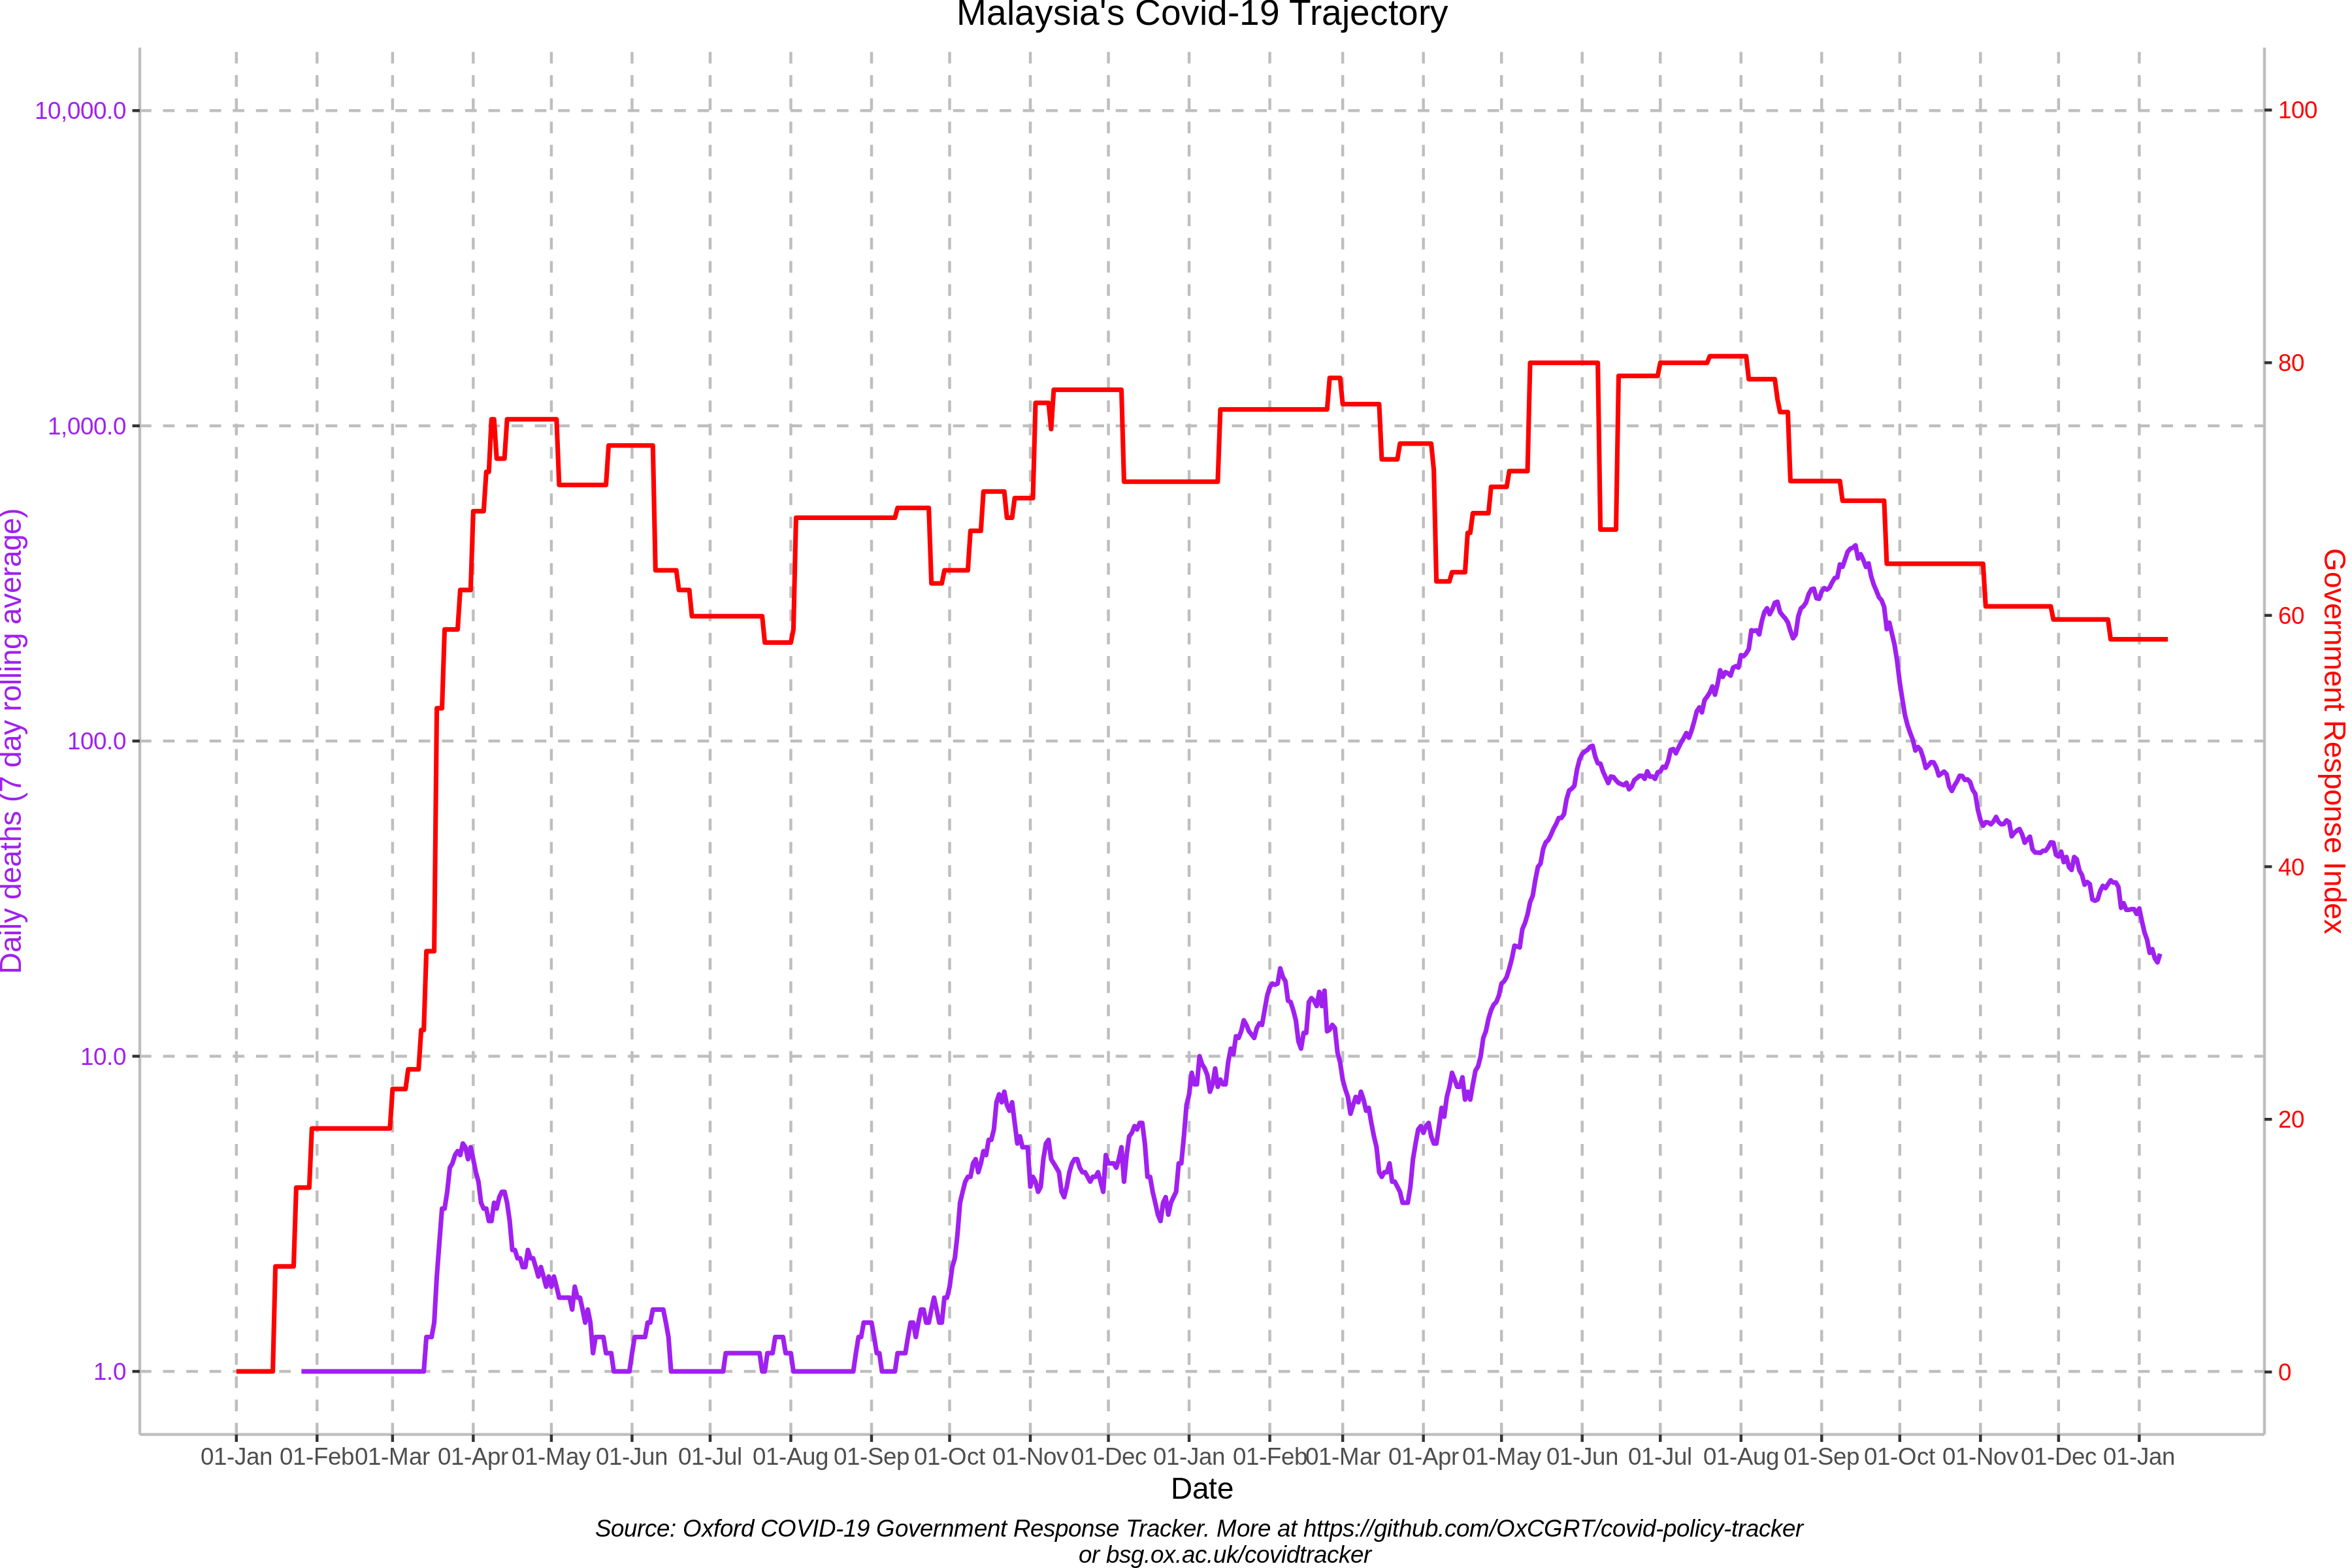 Malaysia's Covid-19 Trajectory
10,000.0
1,000.0
100.0
10.0
1.0
Daily deaths (7 day rolling average)
100
80
60
40
20
0
Government Response Index
01-Jan 01-Feb 01-Mar 01-Apr 01-May 01-Jun 01-Jul 01-Aug 01-Sep 01-Oct 01-Nov 01-Dec 01-Jan 01-Feb 01-Mar 01-Apr 01-May 01-Jun 01-Jul 01-Aug 01-Sep 01-Oct 01-Nov 01-Dec 01-Jan
Date
Source: Oxford COVID-19 Government Response Tracker. More at https://github.com/OxCGRT/covid-policy-tracker
or bsg.ox.ac.uk/covidtracker